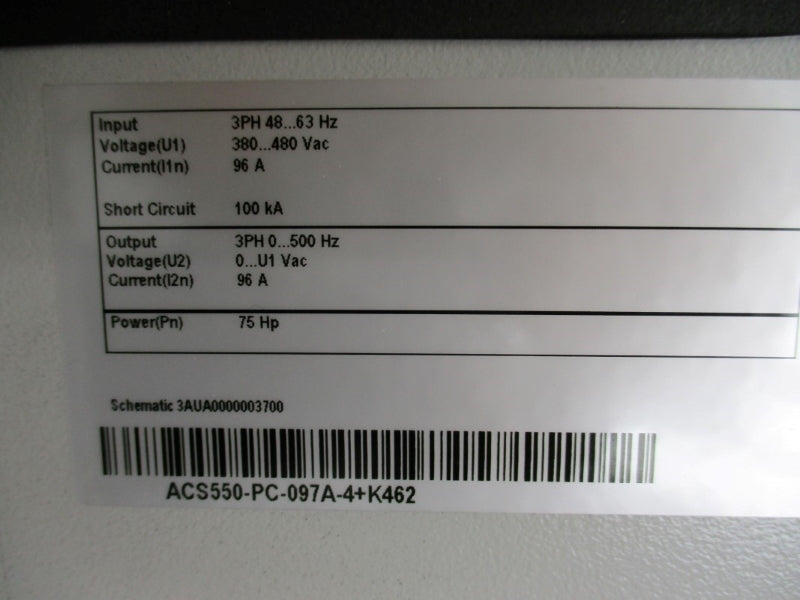 Input 3PH 48...63 Hz
Voltage(U1) 380...480 Vac
Current(I1n) 96 A
Short Circuit 100 kA
Output 3PH 0...500 Hz
Voltage(U2) 0...U1 Vac
Current(I2n) 96 A
Power(Pn) 75 Hp
Schematic 3AUA0000003700
ACS550-PC-097A-4+K462